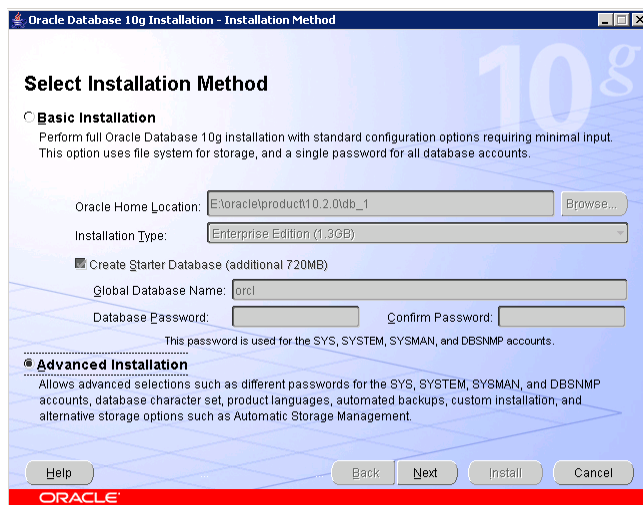 Oracle Database 10g Installation - Installation Method
10g
Select Installation Method
Basic Installation
Perform full Oracle Database 10g installation with standard configuration options requiring minimal input.
This option uses file system for storage, and a single password for all database accounts.
Oracle Home Location: E:\oracle\product\10.2.0\db_1 Browse...
Installation Type: Enterprise Edition (1.3GB)
Create Starter Database (additional 720MB)
Global Database Name: orcl
Database Password: Confirm Password:
This password is used for the SYS, SYSTEM, SYSMAN, and DBSNMP accounts.
Advanced Installation
Allows advanced selections such as different passwords for the SYS, SYSTEM, SYSMAN, and DBSNMP
accounts, database character set, product languages, automated backups, custom installation, and
alternative storage options such as Automatic Storage Management.
Help Back Next Install Cancel
ORACLE